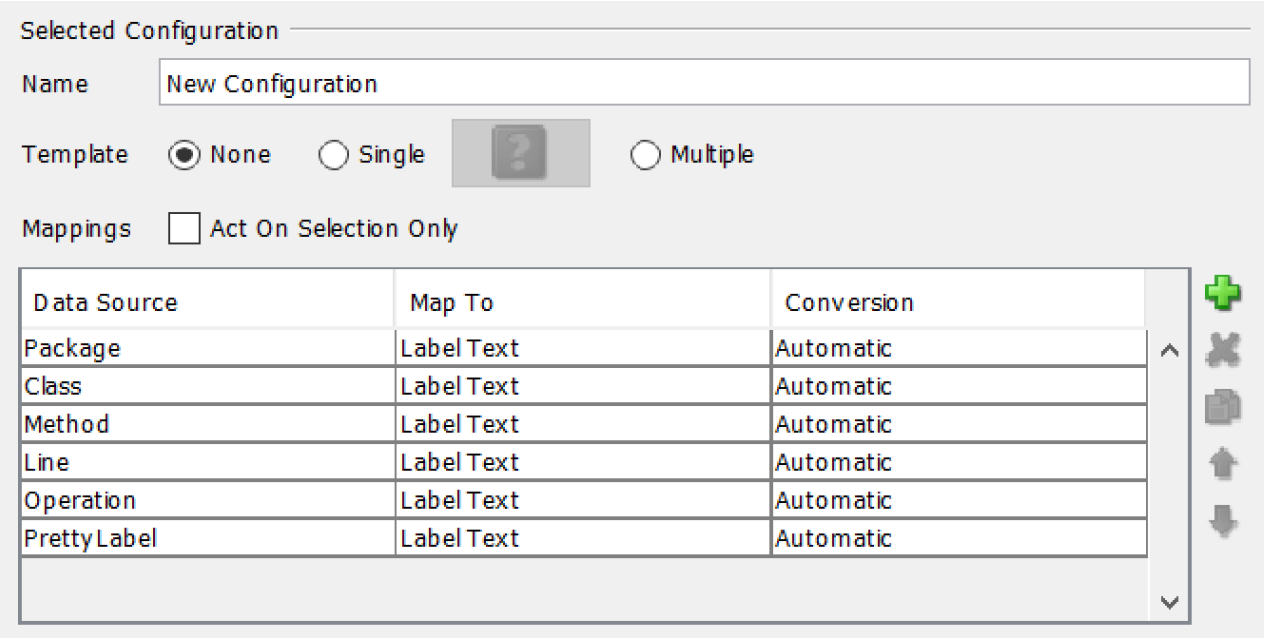 Selected Configuration
Name New Configuration
Template None Single ? Multiple
Mappings Act On Selection Only
Data Source Map To Conversion
Package Label Text Automatic
Class Label Text Automatic
Method Label Text Automatic
Line Label Text Automatic
Operation Label Text Automatic
PrettyLabel Label Text Automatic